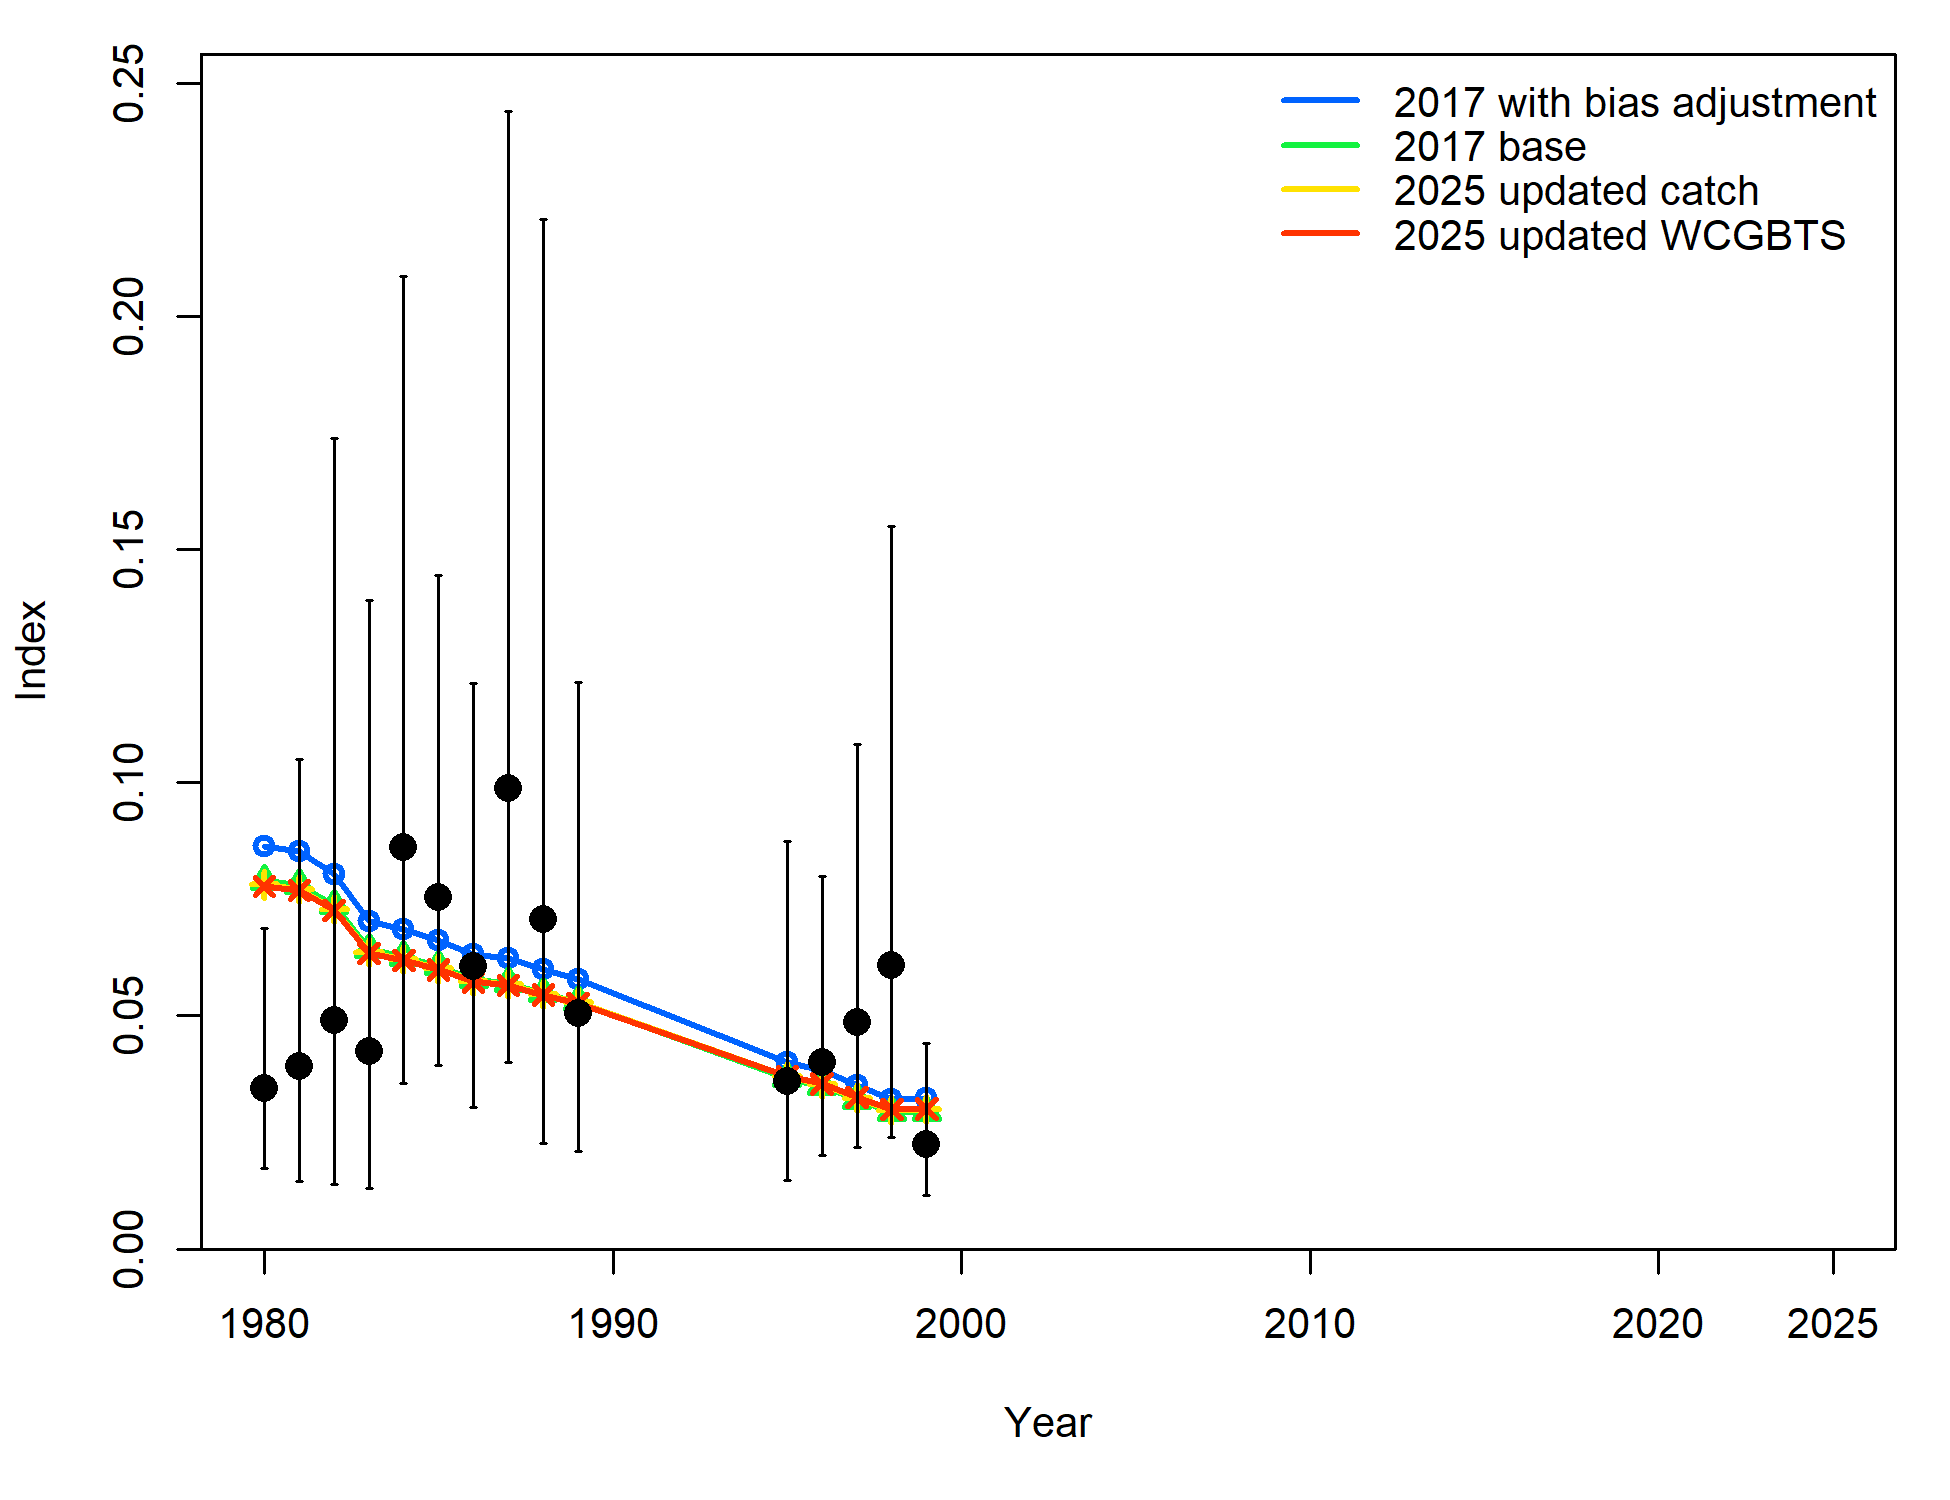 2017 with bias adjustment
2017 base
2025 updated catch
2025 updated WCGBTS
0.25
0.20
0.15
0.10
0.05
0.00
Index
1980 1990 2000 2010 2020 2025
Year